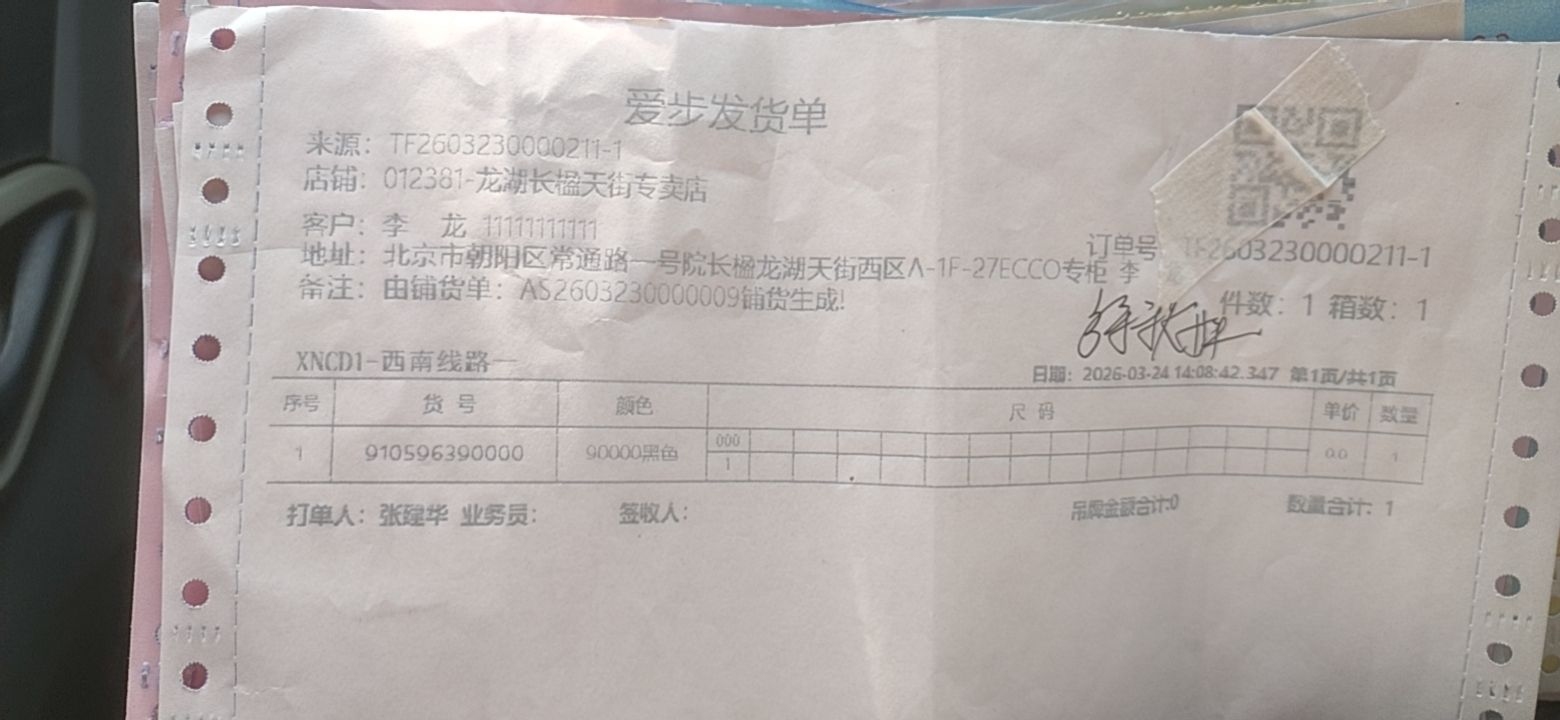 爱步发货单
来源：TF2603230000211-1
店铺：012381-龙湖长楹天街专卖店
客户：李 龙 11111111111
地址：北京市朝阳区常通路一号院长楹龙湖天街西区A-1F-27ECCO专柜 李
订单号 TF2603230000211-1
备注：由铺货单：AS2603230000009铺货生成!
件数：1 箱数：1
XNCD1-西南线路一
日期：2026-03-24 14:08:42.347 第1页/共1页
序号 货号 颜色 尺码 单价 数量
000
1 910596390000 90000黑色 1 0.0 1
打单人：张建华 业务员： 签收人： 吊牌金额合计:0 数量合计：1